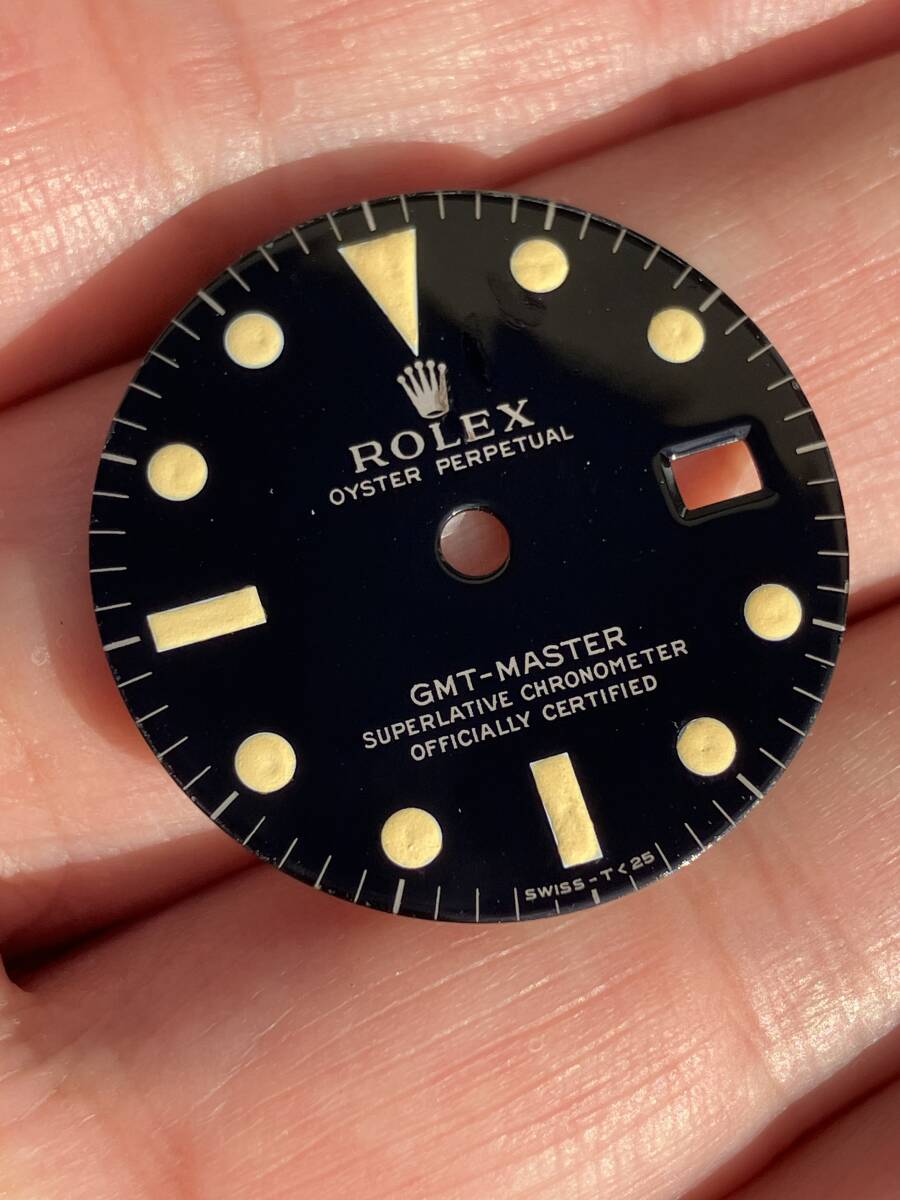 ROLEX
OYSTER PERPETUAL
GMT-MASTER
SUPERLATIVE CHRONOMETER
OFFICIALLY CERTIFIED
SWISS-T<25